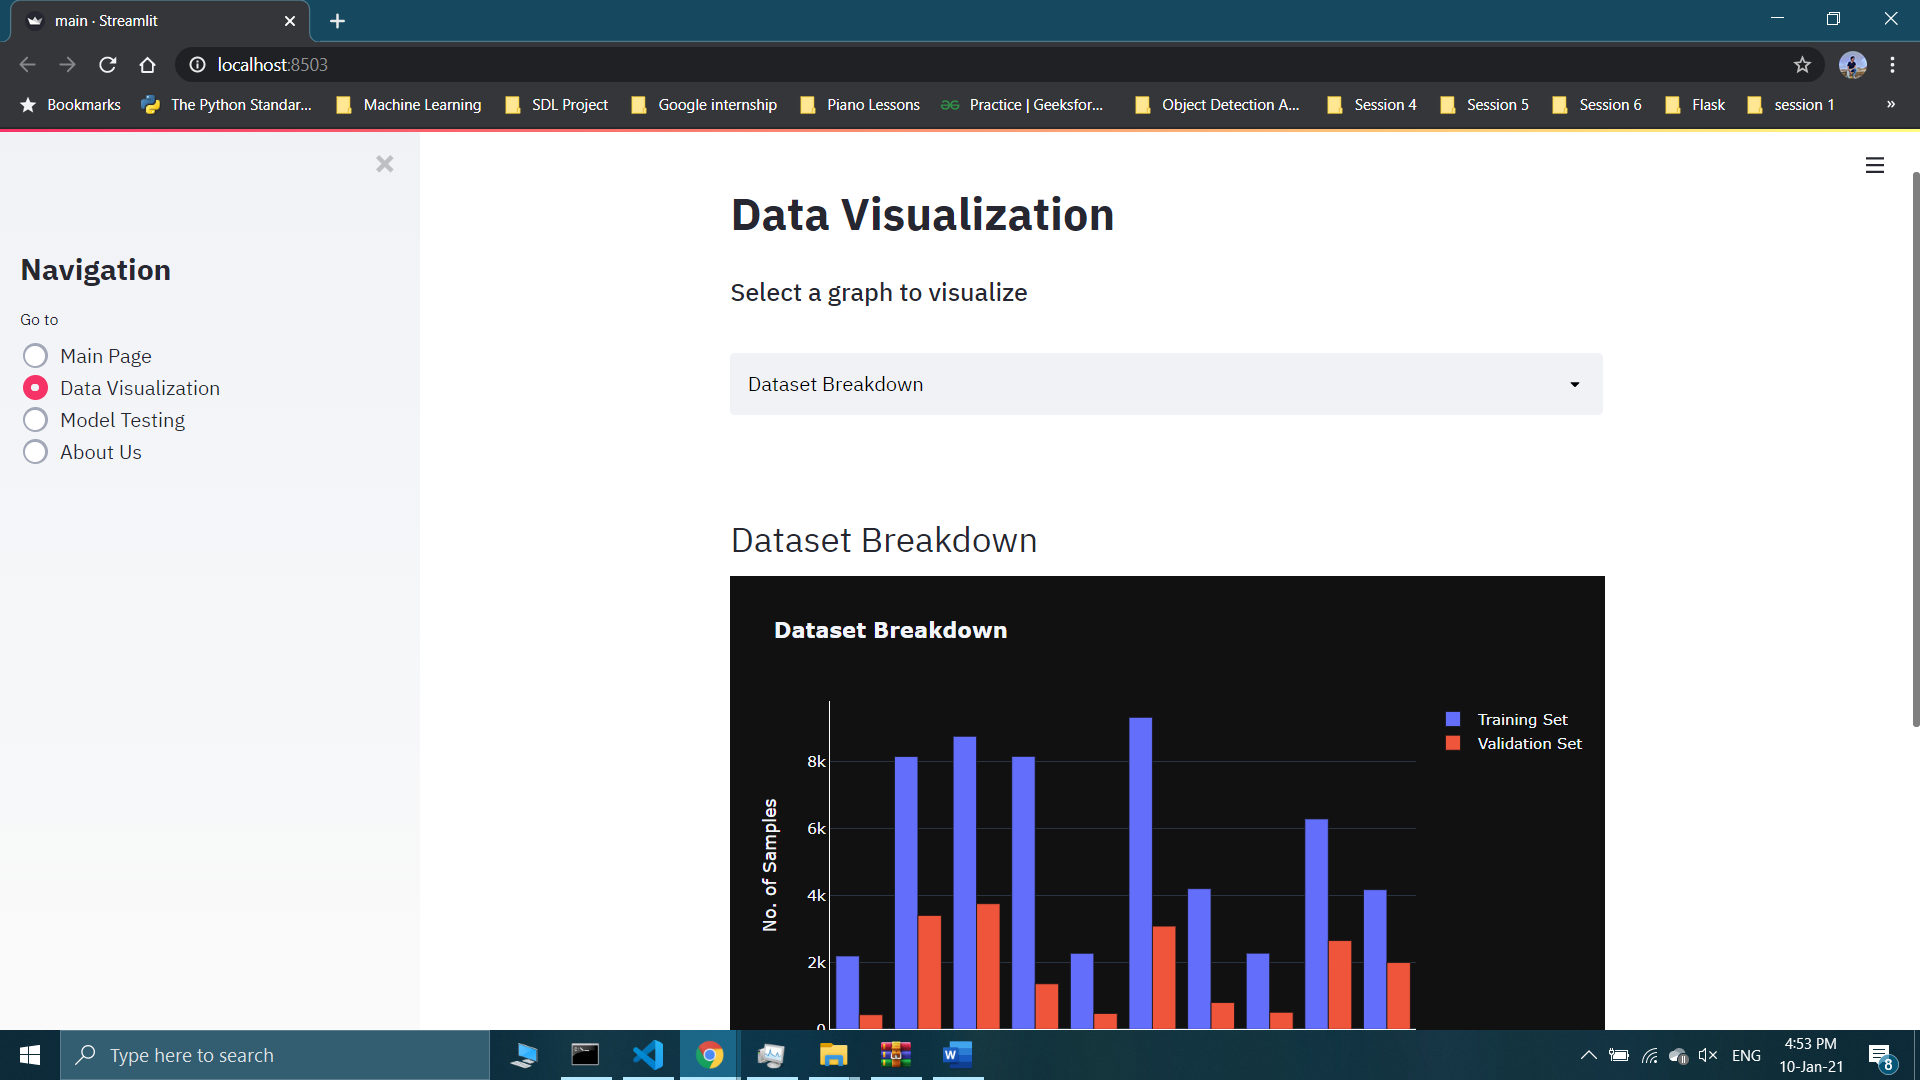 main · Streamlit
localhost:8503
Bookmarks
The Python Standar...
Machine Learning
SDL Project
Google internship
Piano Lessons
Practice | Geeksfor...
Object Detection A...
Session 4
Session 5
Session 6
Flask
session 1
»
Navigation
Go to
Main Page
Data Visualization
Model Testing
About Us
Data Visualization
Select a graph to visualize
Dataset Breakdown
Dataset Breakdown
Dataset Breakdown
Training Set
Validation Set
No. of Samples
8k
6k
4k
2k
0
Type here to search
ENG
4:53 PM
10-Jan-21
8